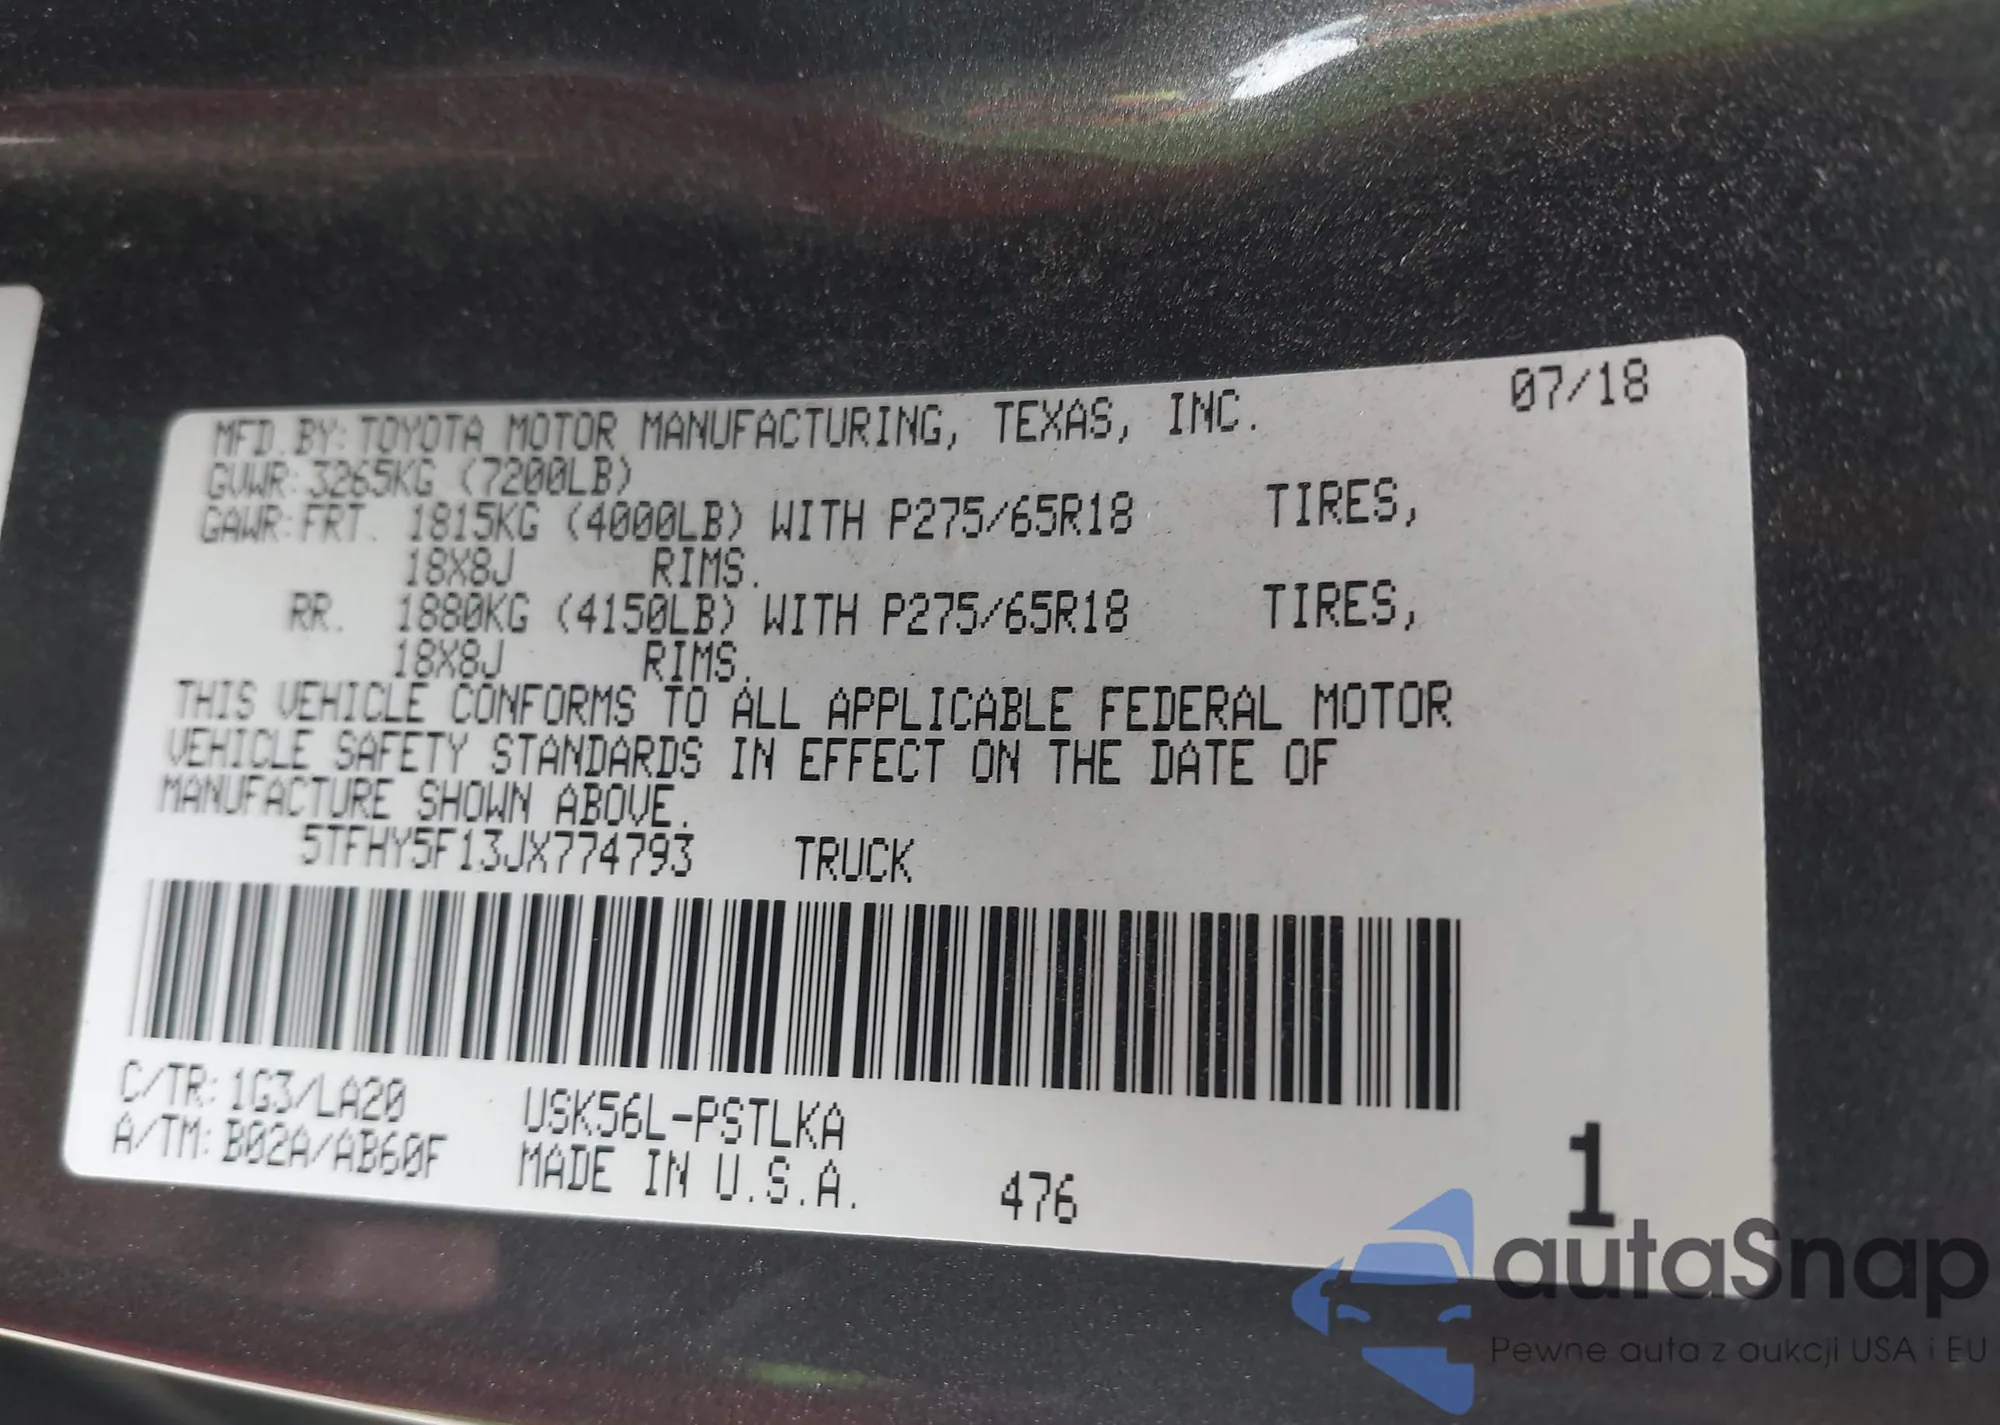 MFD. BY: TOYOTA MOTOR MANUFACTURING, TEXAS, INC. 07/18
GVWR: 3265KG (7200LB)
GAWR: FRT. 1815KG (4000LB) WITH P275/65R18 TIRES,
18X8J RIMS.
RR. 1880KG (4150LB) WITH P275/65R18 TIRES,
18X8J RIMS.
THIS VEHICLE CONFORMS TO ALL APPLICABLE FEDERAL MOTOR
VEHICLE SAFETY STANDARDS IN EFFECT ON THE DATE OF
MANUFACTURE SHOWN ABOVE.
5TFHY5F13JX774793 TRUCK
C/TR: 1G3/LA20 USK56L-PSTLKA
A/TM: B02A/AB60F MADE IN U.S.A. 476 1
autaSnap
Pewne auta z aukcji USA i EU